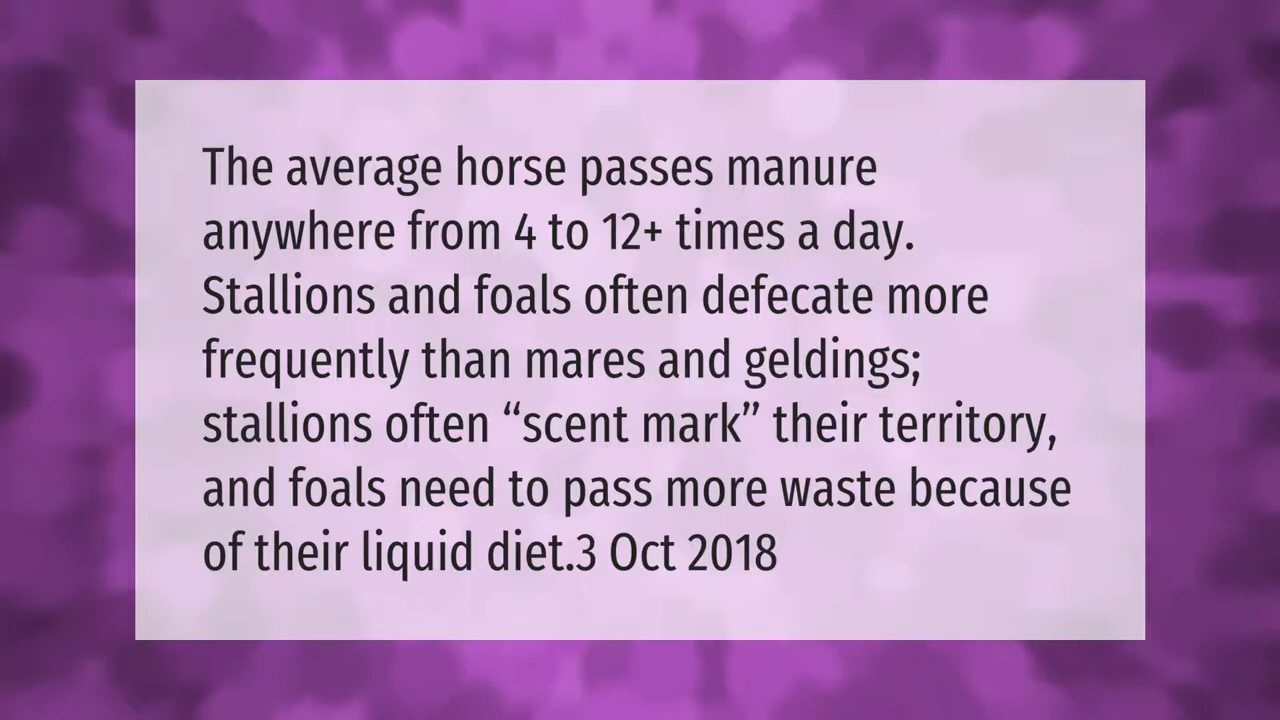 The average horse passes manure
anywhere from 4 to 12+ times a day.
Stallions and foals often defecate more
frequently than mares and geldings;
stallions often “scent mark” their territory,
and foals need to pass more waste because
of their liquid diet.3 Oct 2018